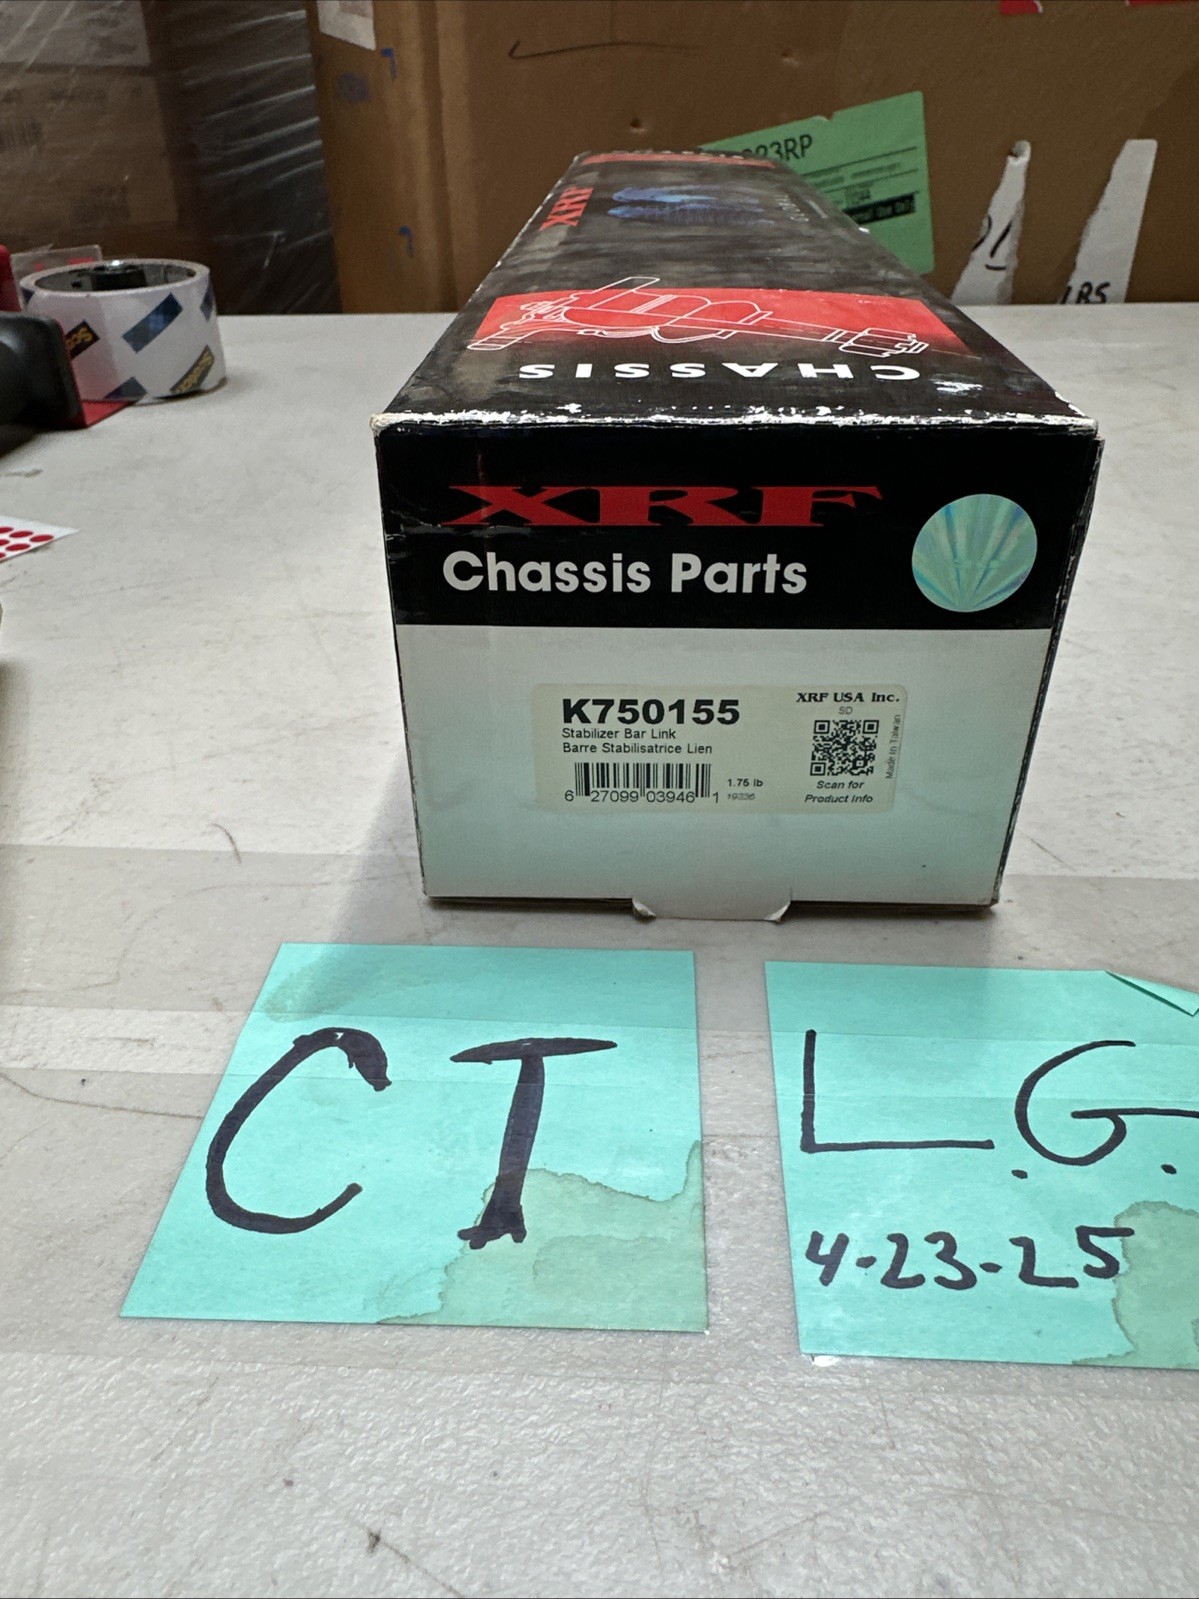 XRF
CHASSIS
XRF
Chassis Parts
K750155
Stabilizer Bar Link
Barre Stabilisatrice Lien
6 27099 03946 1
1.75 lb
19336
XRF USA Inc.
SD
Made in Taiwan
Scan for
Product Info
CT
L.G.
4-23-25